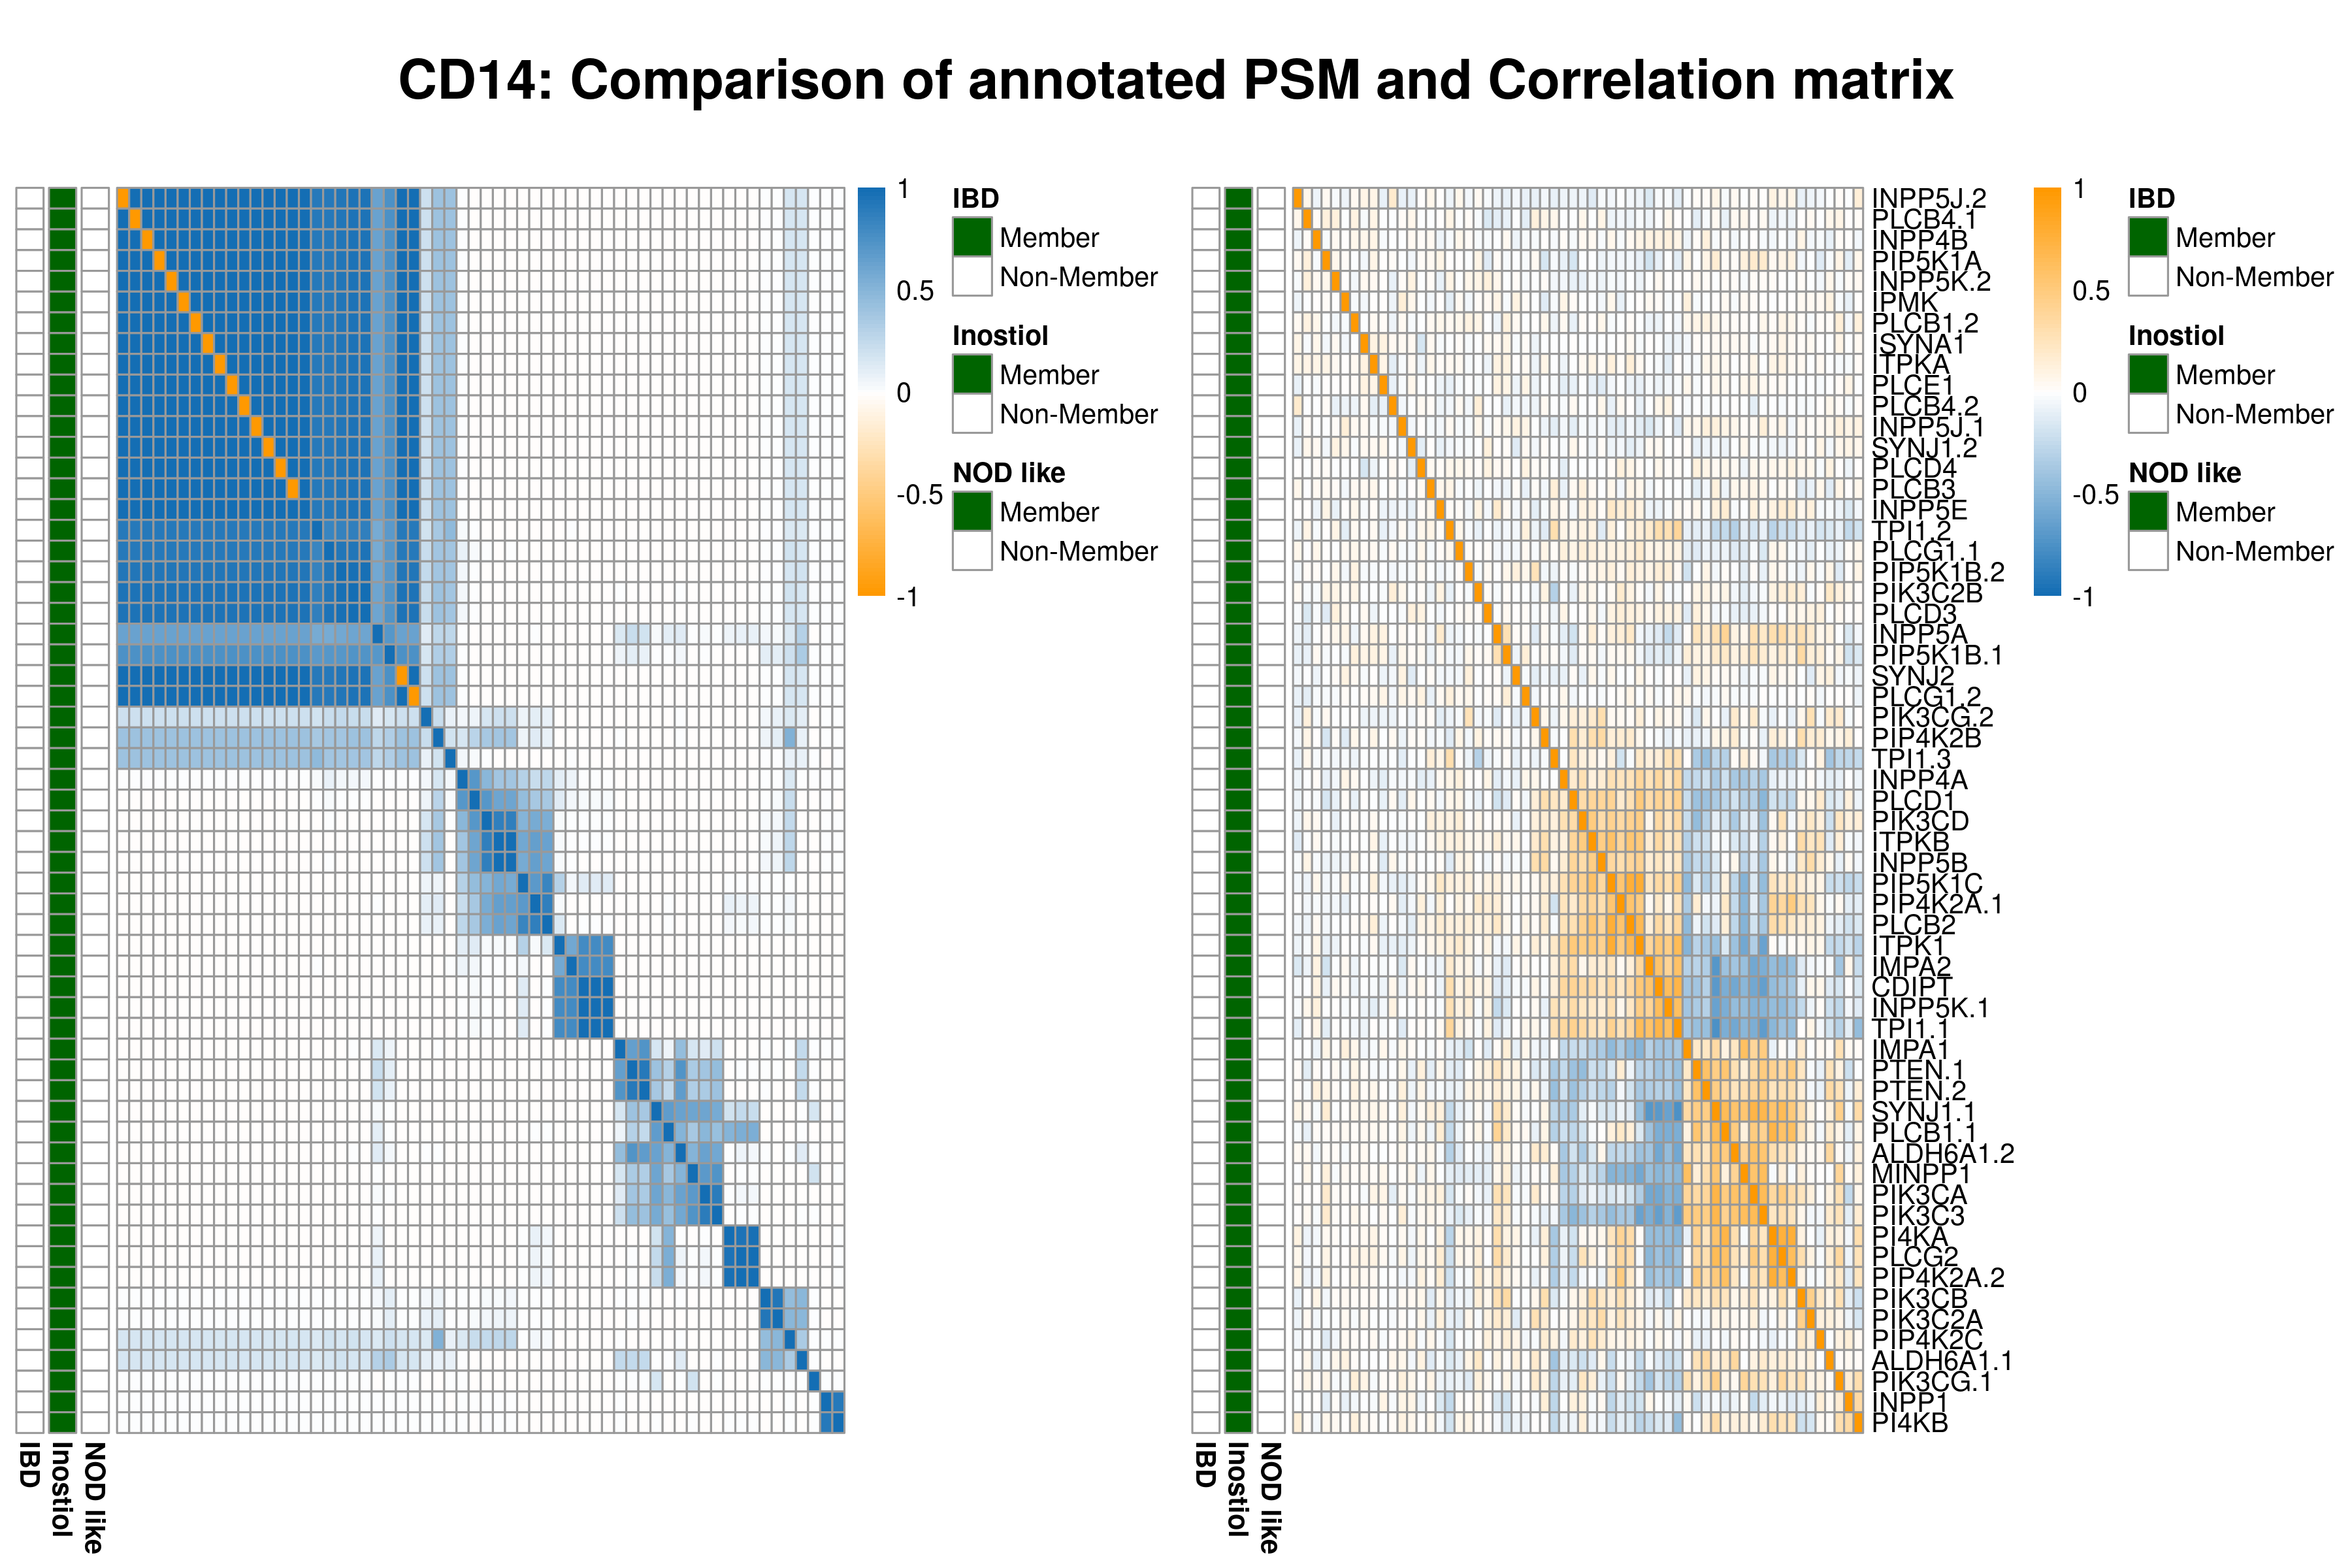 CD14: Comparison of annotated PSM and Correlation matrix
1
0.5
0
-0.5
-1
IBD
Member
Non-Member
Inostiol
Member
Non-Member
NOD like
Member
Non-Member
IBD
Inostiol
NOD like
INPP5J.2
PLCB4.1
INPP4B
PIP5K1A
INPP5K.2
IPMK
PLCB1.2
ISYNA1
ITPKA
PLCE1
PLCB4.2
INPP5J.1
SYNJ1.2
PLCD4
PLCB3
INPP5E
TPI1.2
PLCG1.1
PIP5K1B.2
PIK3C2B
PLCD3
INPP5A
PIP5K1B.1
SYNJ2
PLCG1.2
PIK3CG.2
PIP4K2B
TPI1.3
INPP4A
PLCD1
PIK3CD
ITPKB
INPP5B
PIP5K1C
PIP4K2A.1
PLCB2
ITPK1
IMPA2
CDIPT
INPP5K.1
TPI1.1
IMPA1
PTEN.1
PTEN.2
SYNJ1.1
PLCB1.1
ALDH6A1.2
MINPP1
PIK3CA
PIK3C3
PI4KA
PLCG2
PIP4K2A.2
PIK3CB
PIK3C2A
PIP4K2C
ALDH6A1.1
PIK3CG.1
INPP1
PI4KB
1
0.5
0
-0.5
-1
IBD
Member
Non-Member
Inostiol
Member
Non-Member
NOD like
Member
Non-Member
IBD
Inostiol
NOD like